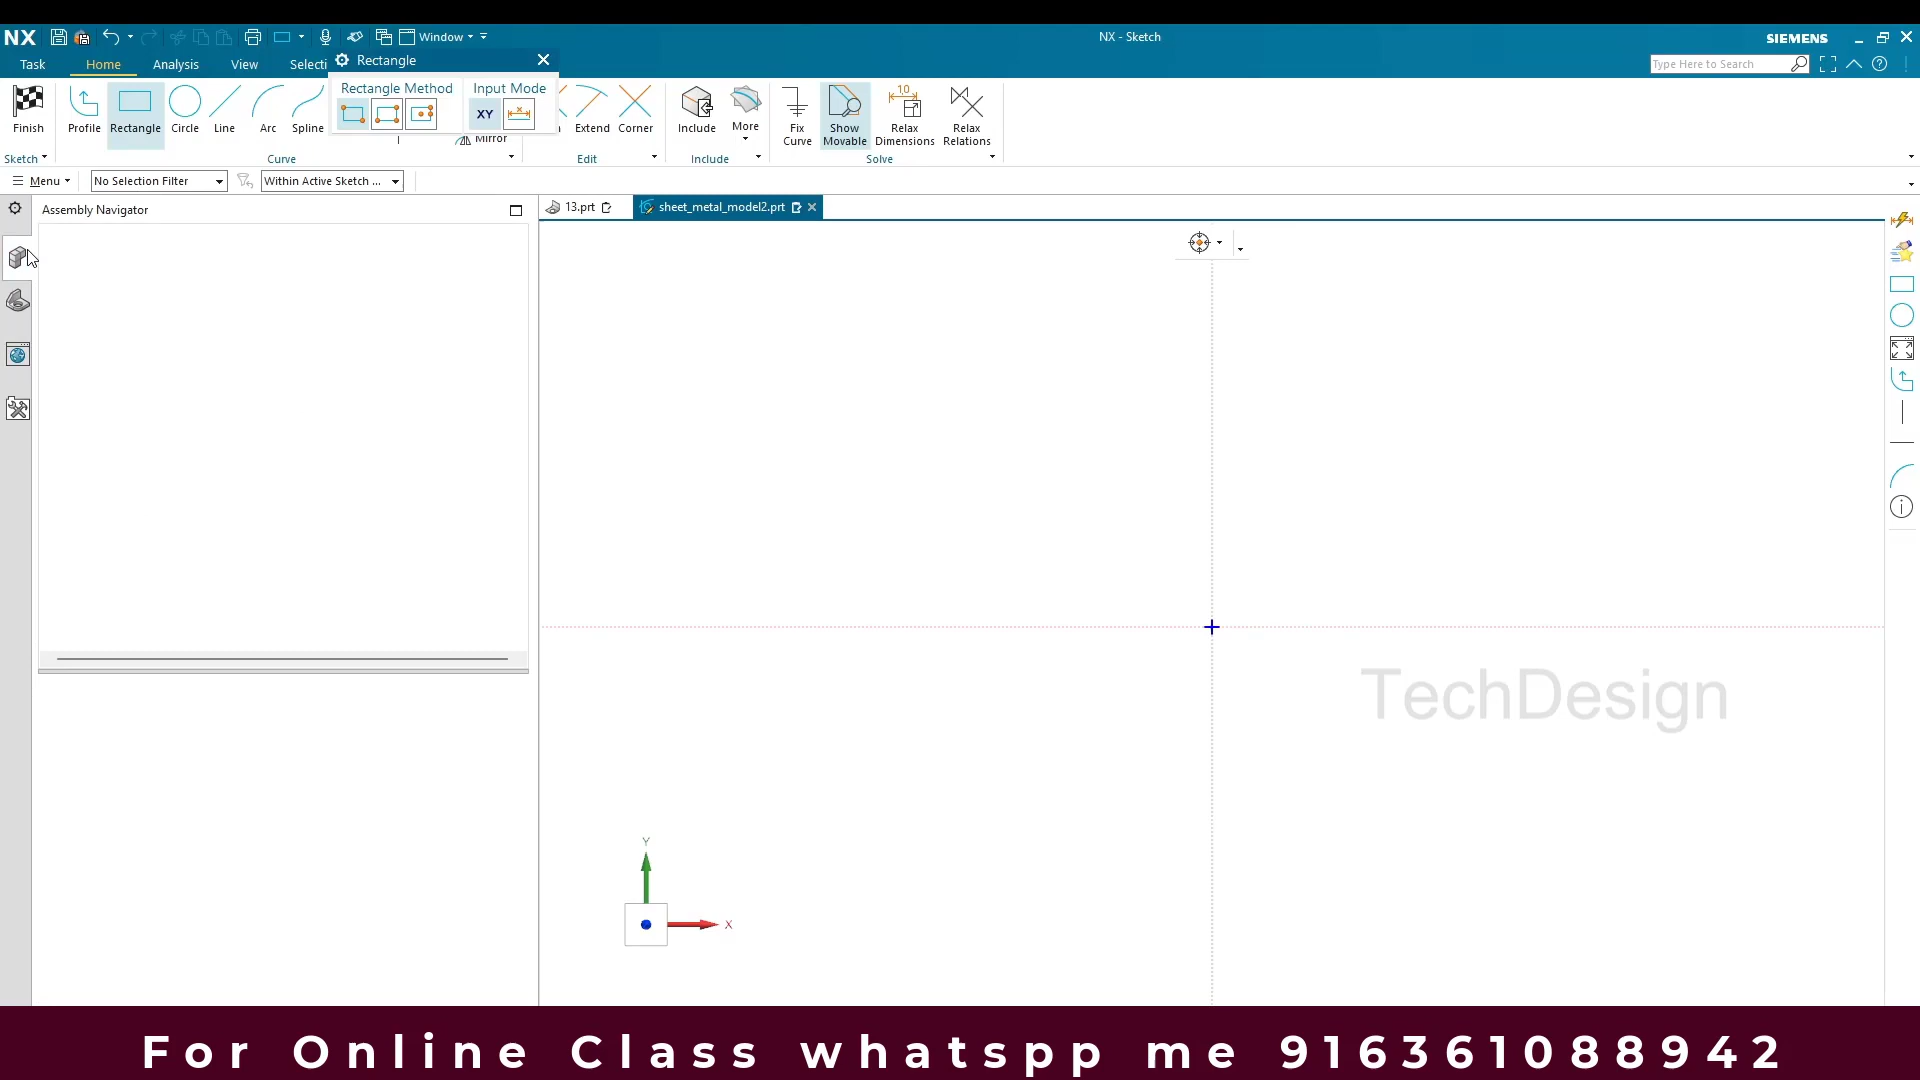 NX
Window
NX - Sketch
SIEMENS
Task
Home
Analysis
View
Selecti
Rectangle
Type Here to Search
Rectangle Method
Input Mode
XY
Finish
Profile
Rectangle
Circle
Line
Arc
Spline
Mirror
Extend
Corner
Include
More
Fix Curve
Show Movable
1.0
Relax Dimensions
Relax Relations
Sketch
Curve
Edit
Include
Solve
Menu
No Selection Filter
Within Active Sketch ...
Assembly Navigator
13.prt
sheet_metal_model2.prt
TechDesign
Y
X
For Online Class whatspp me 916361088942